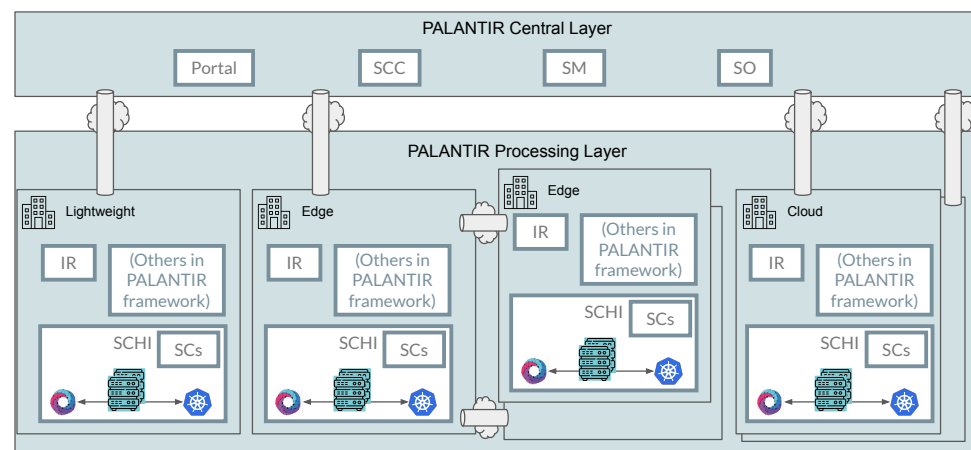 PALANTIR Central Layer
Portal
SCC
SM
SO
PALANTIR Processing Layer
Lightweight
IR
(Others in
PALANTIR
framework)
SCHI
SCs
Edge
IR
(Others in
PALANTIR
framework)
SCHI
SCs
Edge
IR
(Others in
PALANTIR
framework)
SCHI
SCs
Cloud
IR
(Others in
PALANTIR
framework)
SCHI
SCs